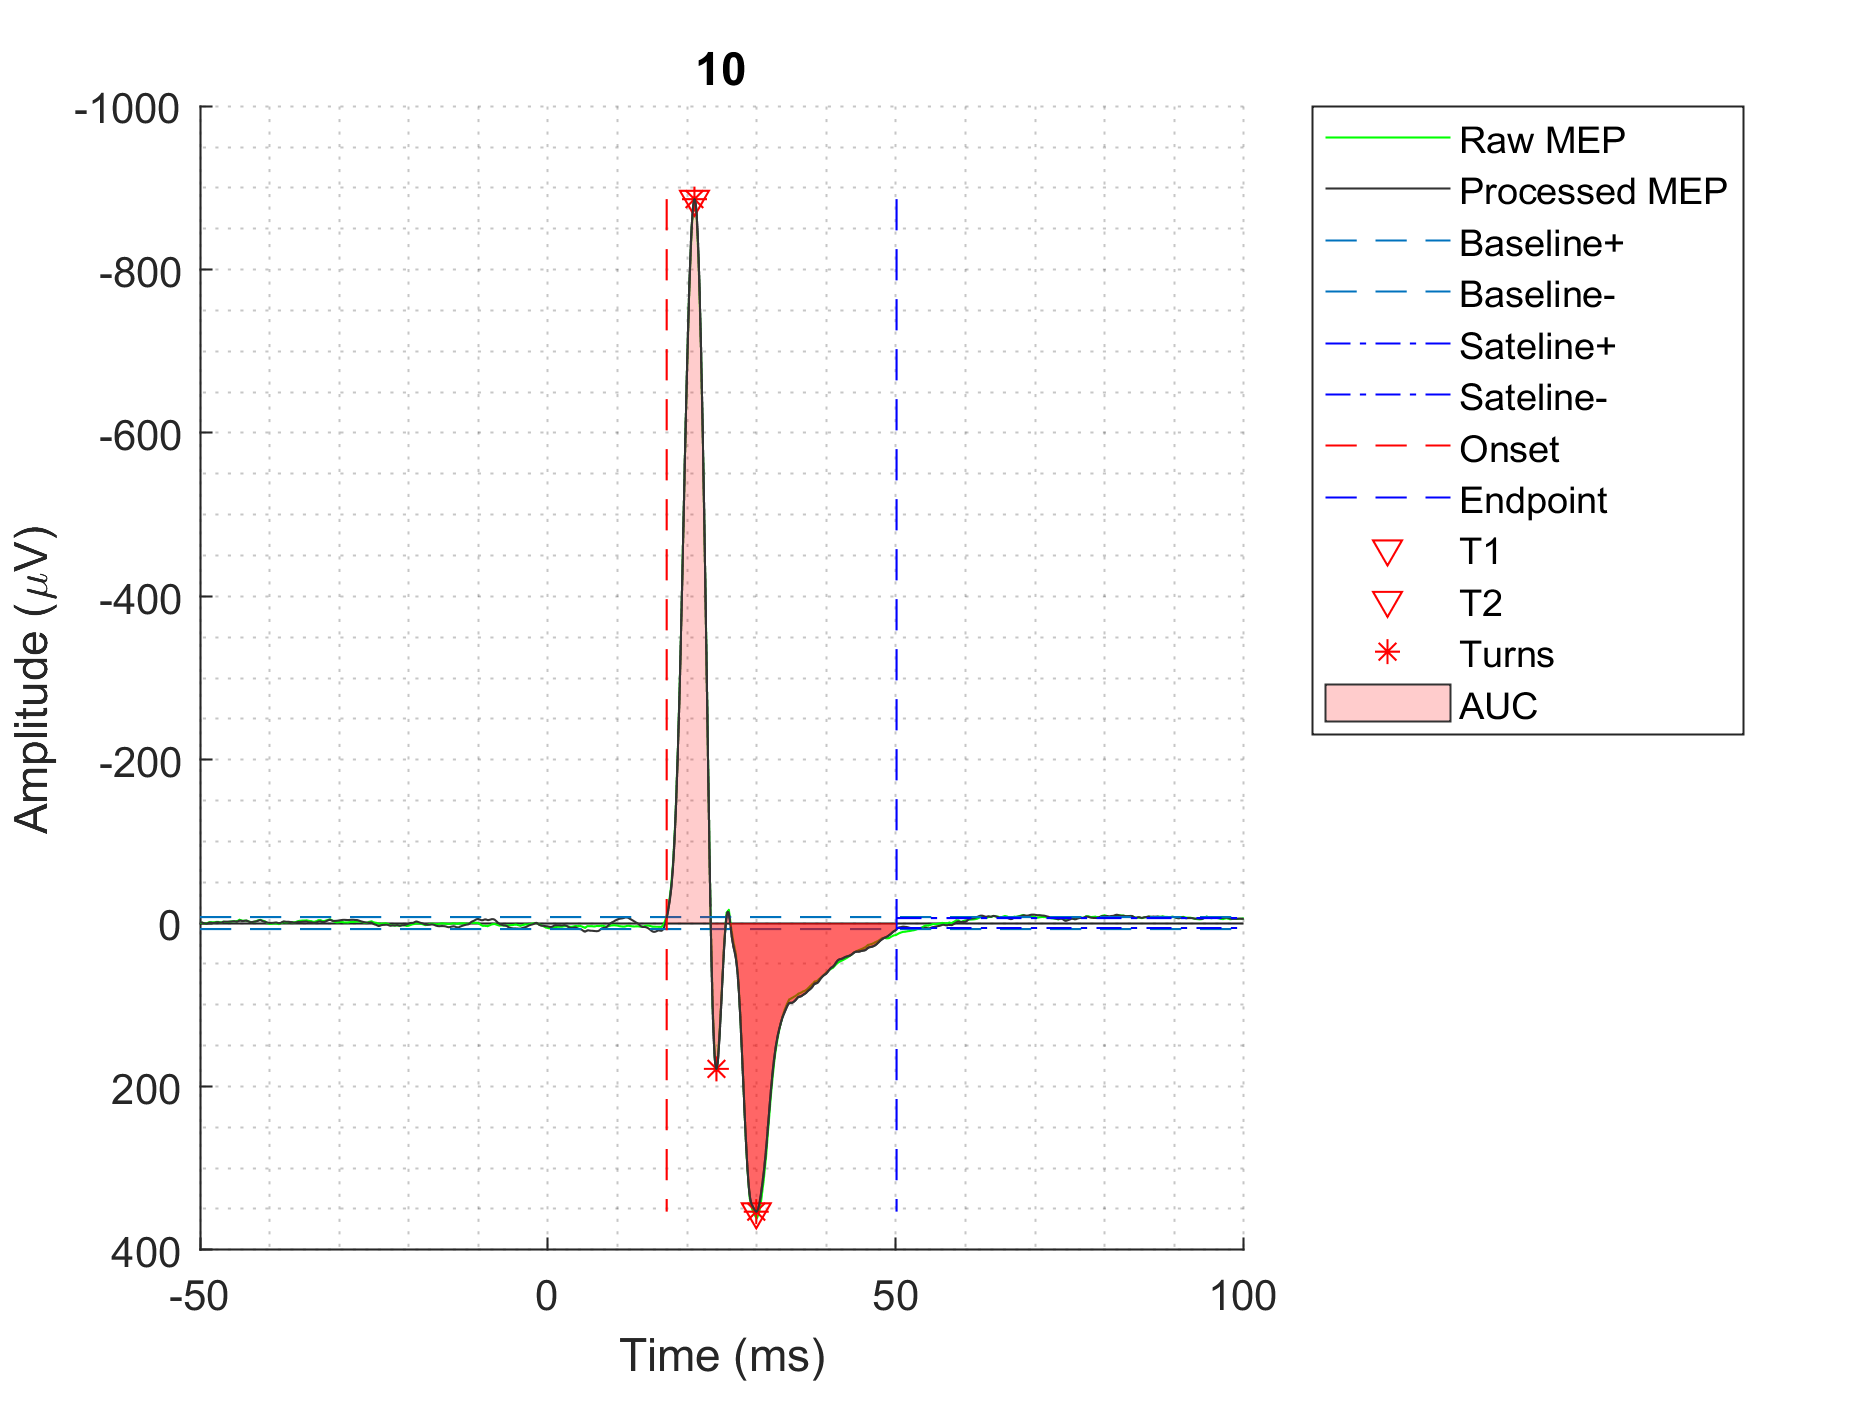 10
-1000
-800
-600
-400
-200
0
200
400
-50 0 50 100
Time (ms)
Amplitude (μV)
Raw MEP
Processed MEP
Baseline+
Baseline-
Sateline+
Sateline-
Onset
Endpoint
T1
T2
Turns
AUC